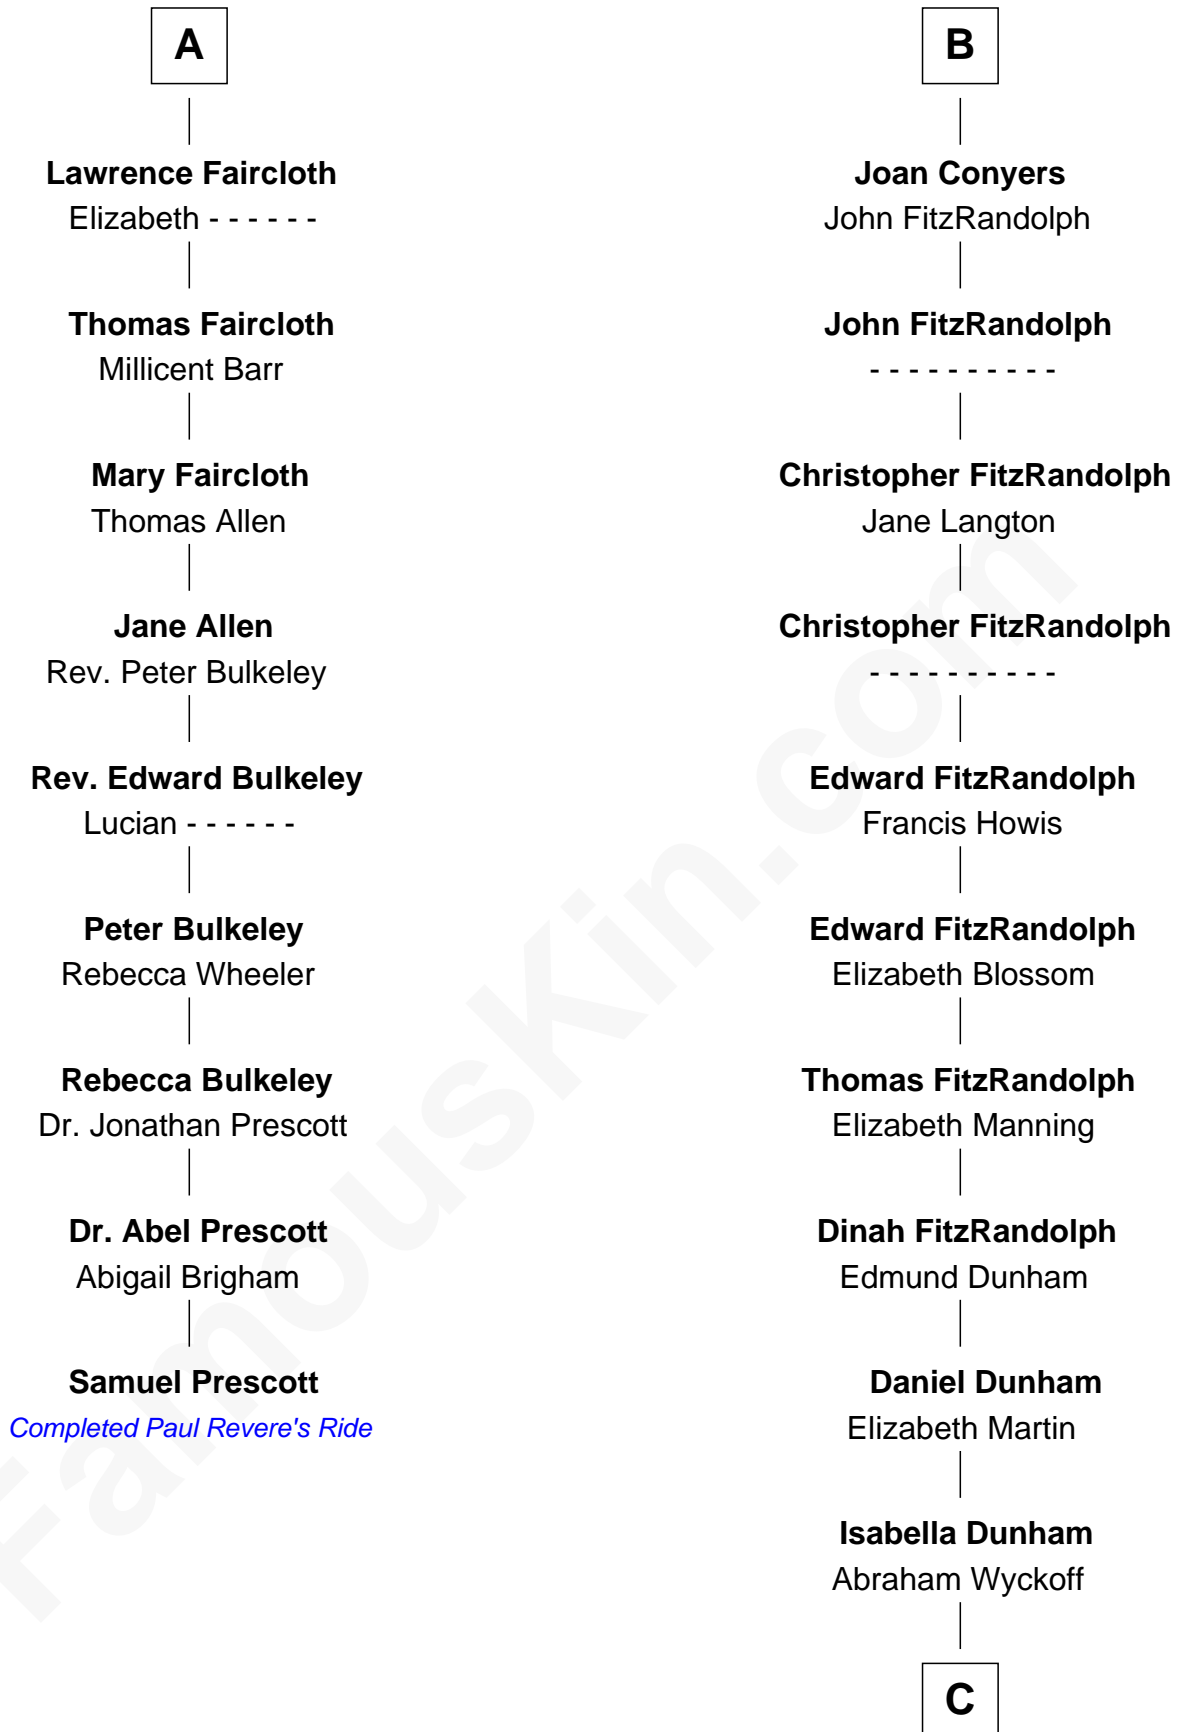 A
Lawrence Faircloth
Elizabeth - - - - - -
Thomas Faircloth
Millicent Barr
Mary Faircloth
Thomas Allen
Jane Allen
Rev. Peter Bulkeley
Rev. Edward Bulkeley
Lucian - - - - - -
Peter Bulkeley
Rebecca Wheeler
Rebecca Bulkeley
Dr. Jonathan Prescott
Dr. Abel Prescott
Abigail Brigham
Samuel Prescott
Completed Paul Revere's Ride
B
Joan Conyers
John FitzRandolph
John FitzRandolph
- - - - - - - - - -
Christopher FitzRandolph
Jane Langton
Christopher FitzRandolph
- - - - - - - - - -
Edward FitzRandolph
Francis Howis
Edward FitzRandolph
Elizabeth Blossom
Thomas FitzRandolph
Elizabeth Manning
Dinah FitzRandolph
Edmund Dunham
Daniel Dunham
Elizabeth Martin
Isabella Dunham
Abraham Wyckoff
C
FamousKin.com